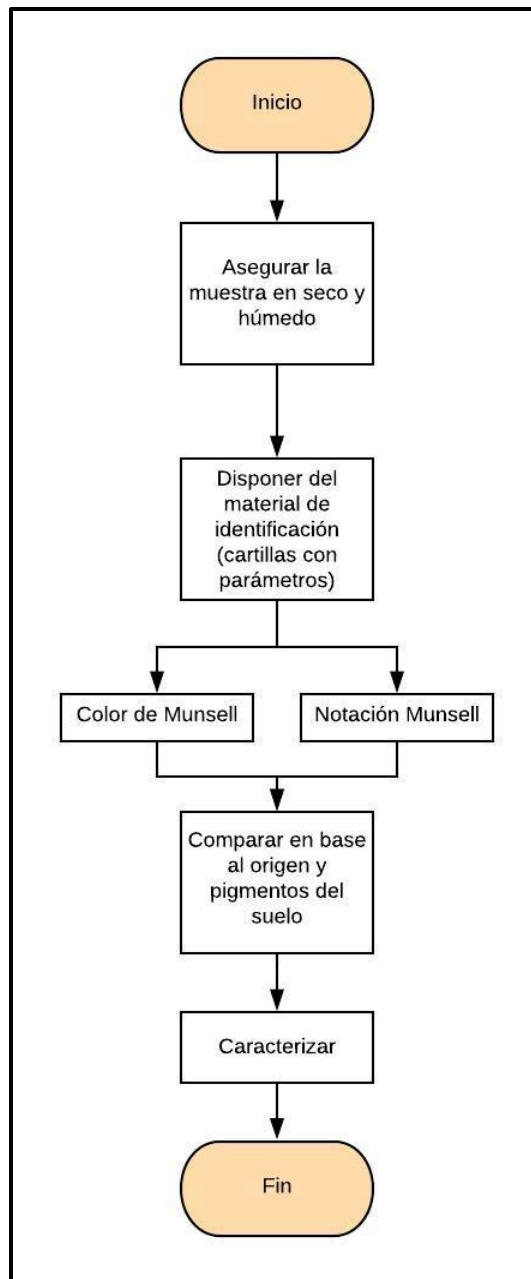 Inicio
Asegurar la
muestra en seco y
húmedo
Disponer del
material de
identificación
(cartillas con
parámetros)
Color de Munsell
Notación Munsell
Comparar en base
al origen y
pigmentos del
suelo
Caracterizar
Fin